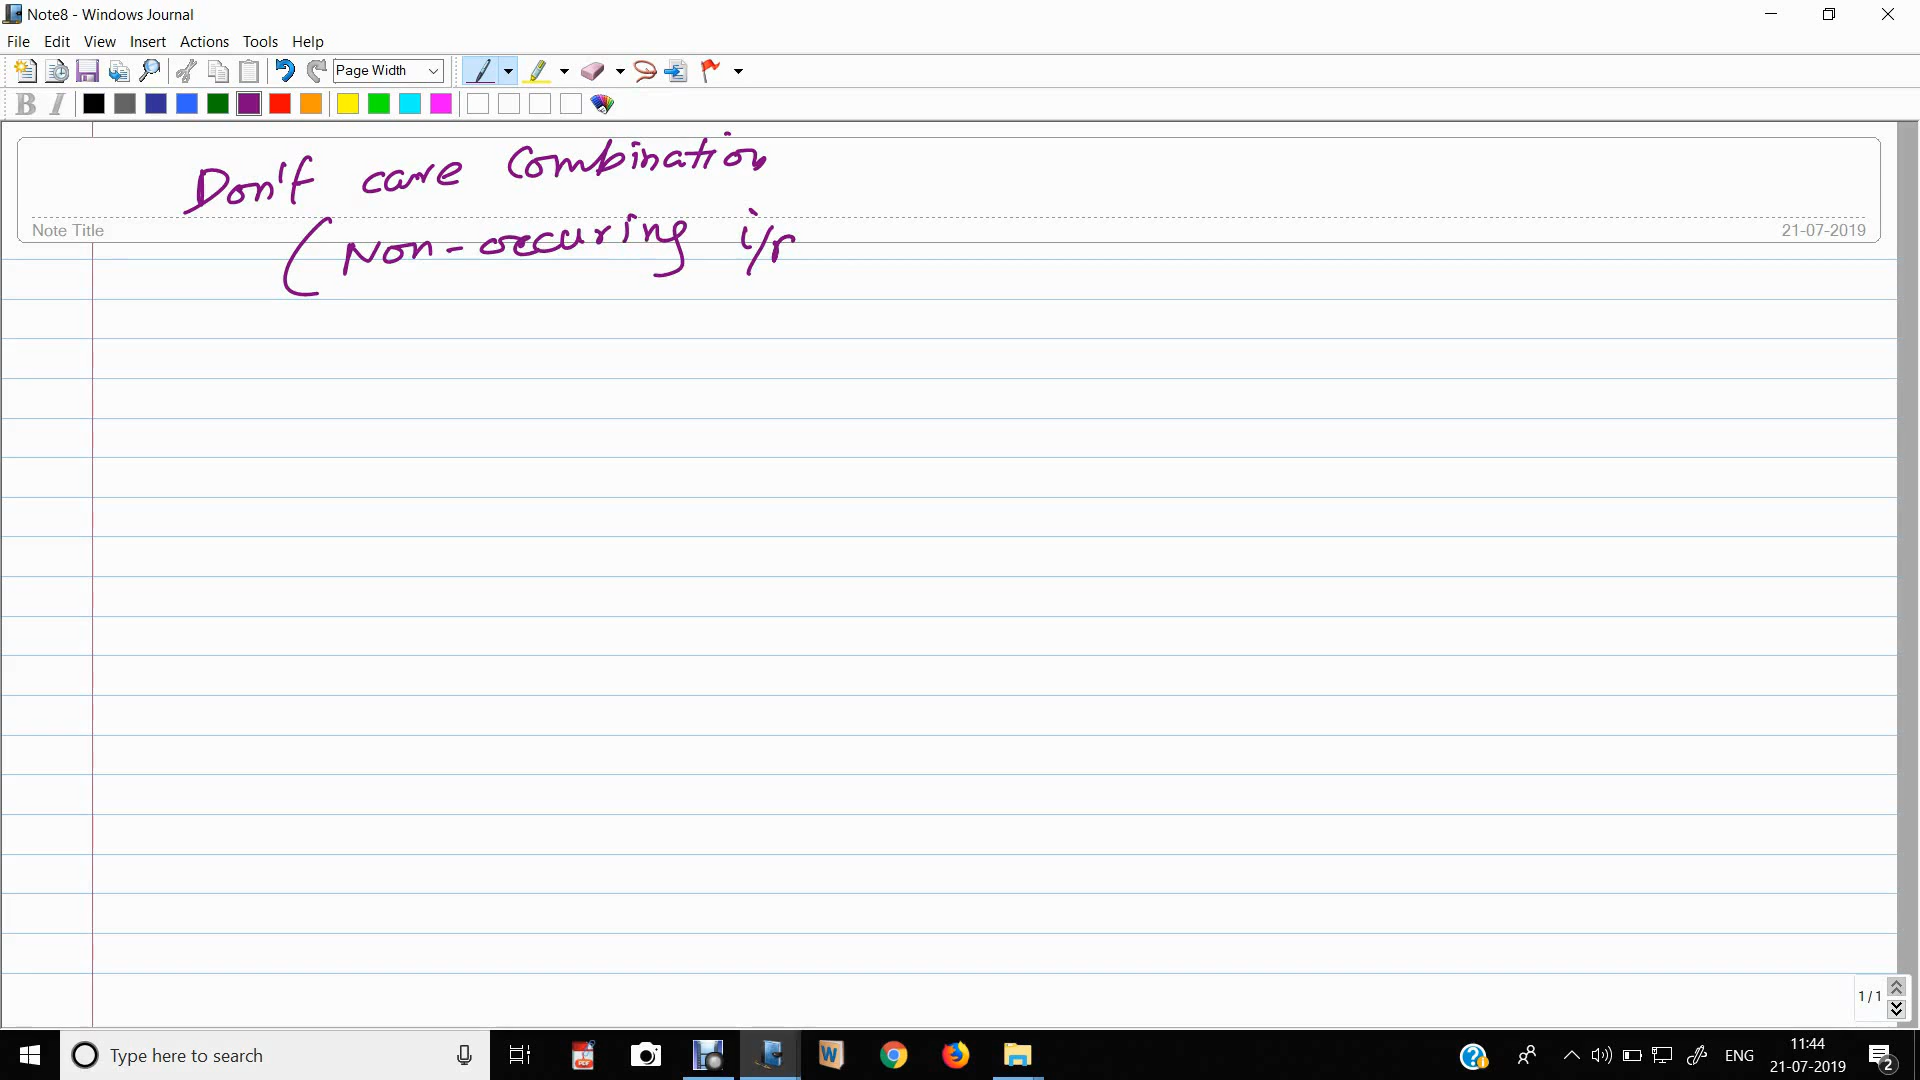 Note8 - Windows Journal
File Edit View Insert Actions Tools Help
Page Width
B I
Don't care Combination
Note Title
(Non-occuring i/p
21-07-2019
1 / 1
Type here to search
ENG
11:44
21-07-2019
2